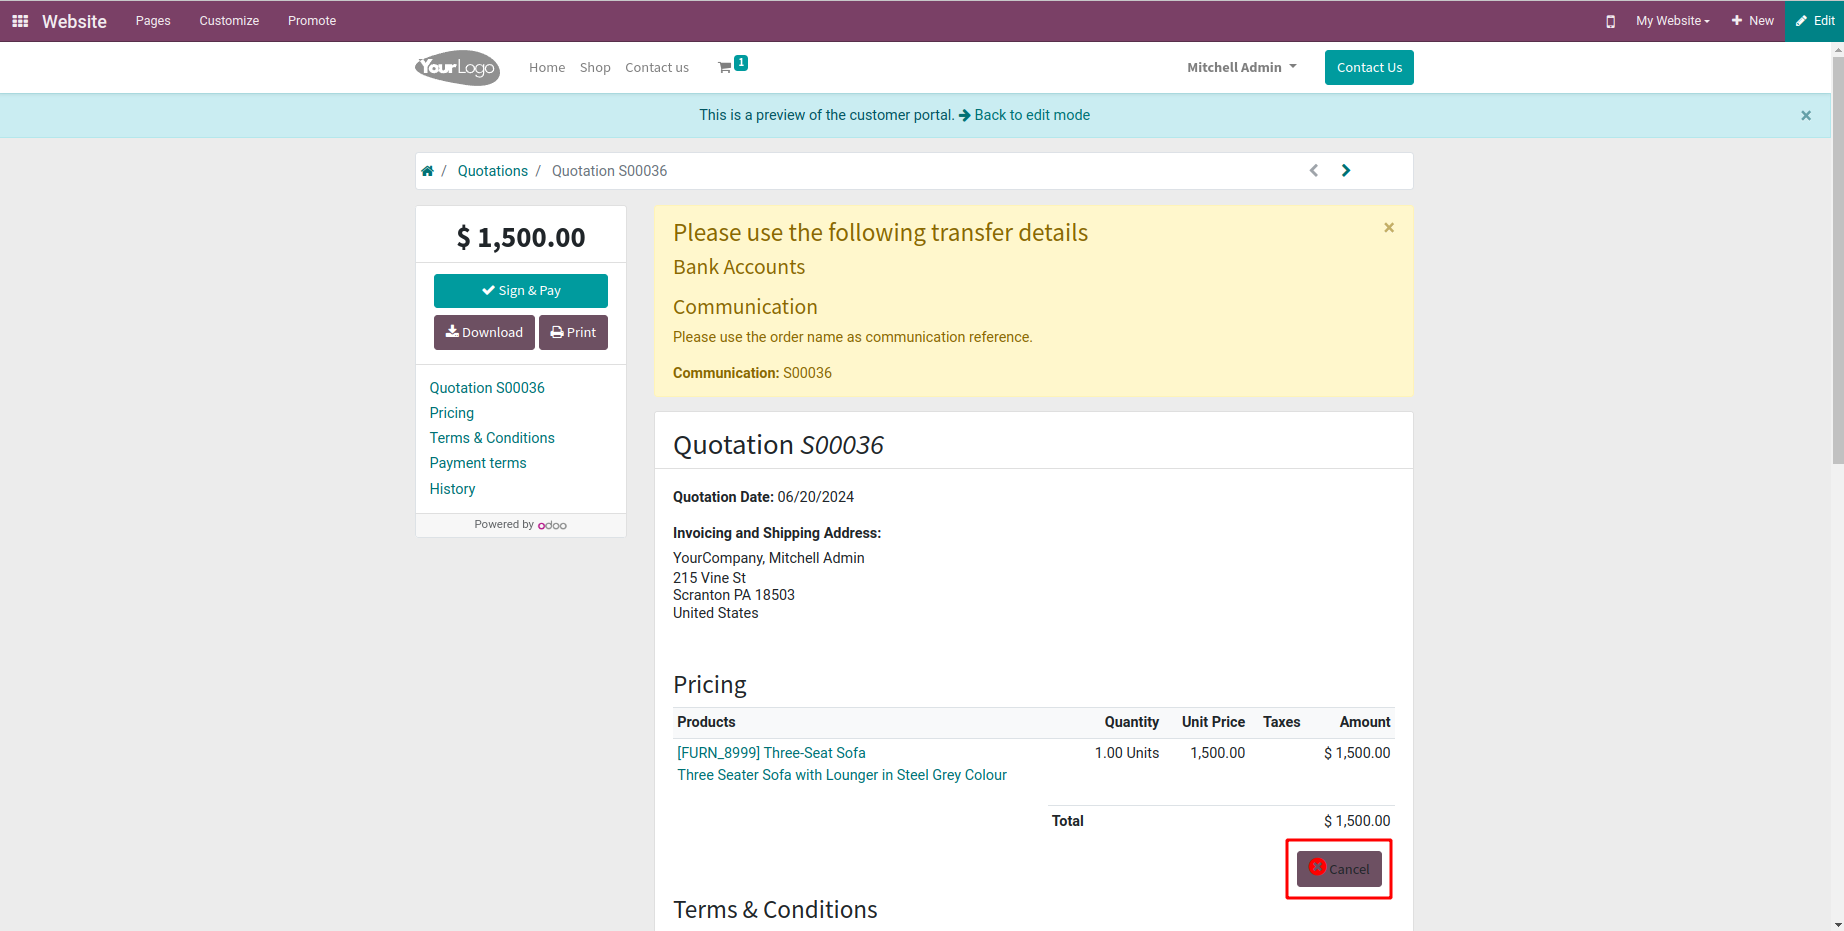 Website Pages Customize Promote My Website New Edit
YourLogo Home Shop Contact us 1 Mitchell Admin Contact Us
This is a preview of the customer portal. Back to edit mode ×
/ Quotations / Quotation S00036
$ 1,500.00
Sign & Pay
Download Print
Quotation S00036
Pricing
Terms & Conditions
Payment terms
History
Powered by odoo
Please use the following transfer details ×
Bank Accounts
Communication
Please use the order name as communication reference.
Communication: S00036
Quotation S00036
Quotation Date: 06/20/2024
Invoicing and Shipping Address:
YourCompany, Mitchell Admin
215 Vine St
Scranton PA 18503
United States
Pricing
Products Quantity Unit Price Taxes Amount
[FURN_8999] Three-Seat Sofa 1.00 Units 1,500.00 $ 1,500.00
Three Seater Sofa with Lounger in Steel Grey Colour
Total $ 1,500.00
Cancel
Terms & Conditions